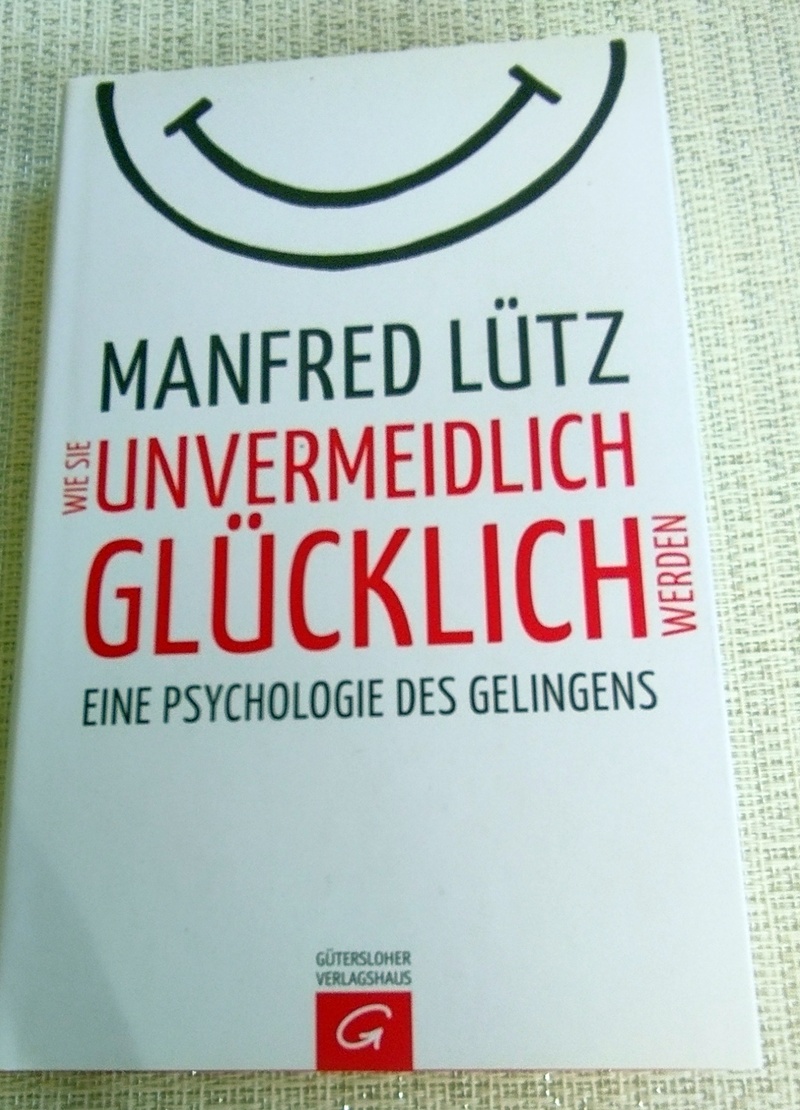 MANFRED LÜTZ
WIE SIE
UNVERMEIDLICH
GLÜCKLICH
WERDEN
EINE PSYCHOLOGIE DES GELINGENS
GÜTERSLOHER
VERLAGSHAUS
G